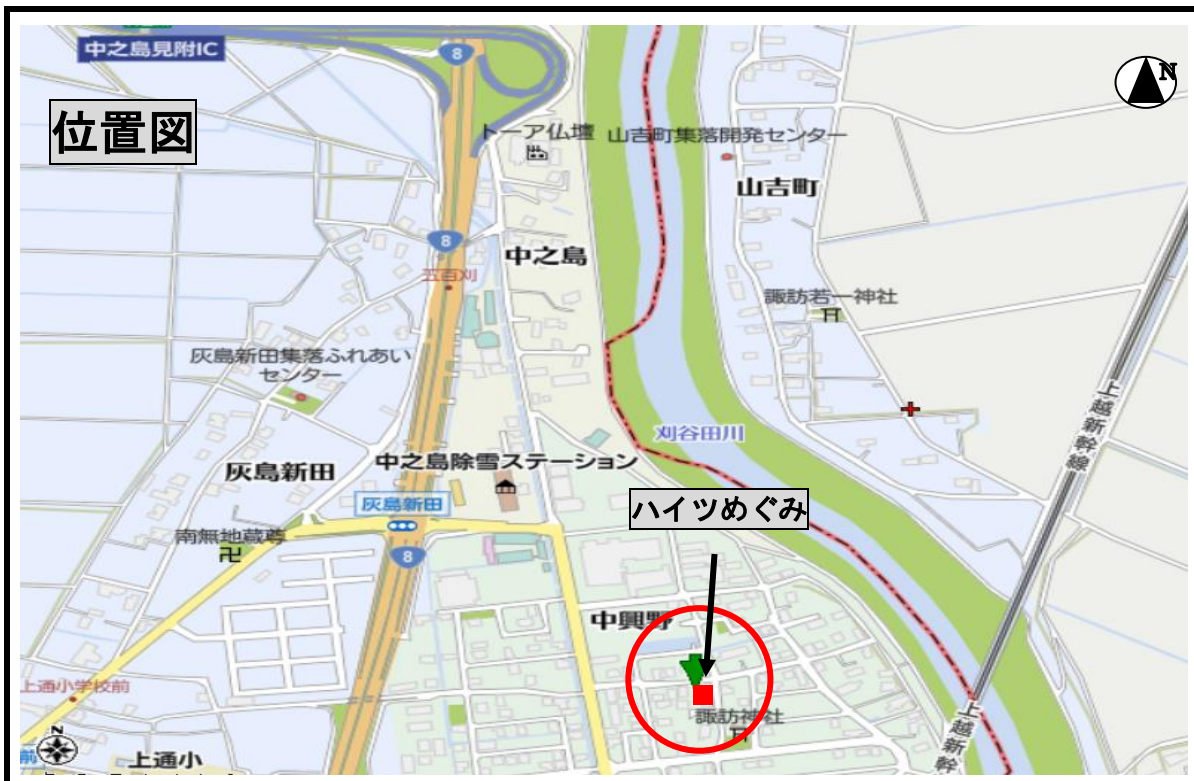 中之島見附IC
8
N
位置図
トーア仏壇
山吉町集落開発センター
山吉町
8
中之島
五百刈
諏訪若一神社
灰島新田集落ふれあい
センター
上越新幹線
刈谷田川
中之島除雪ステーション
灰島新田
灰島新田
ハイツめぐみ
南無地蔵尊
8
中興野
上通小学校前
諏訪神社
上越新幹
N
前
上通小